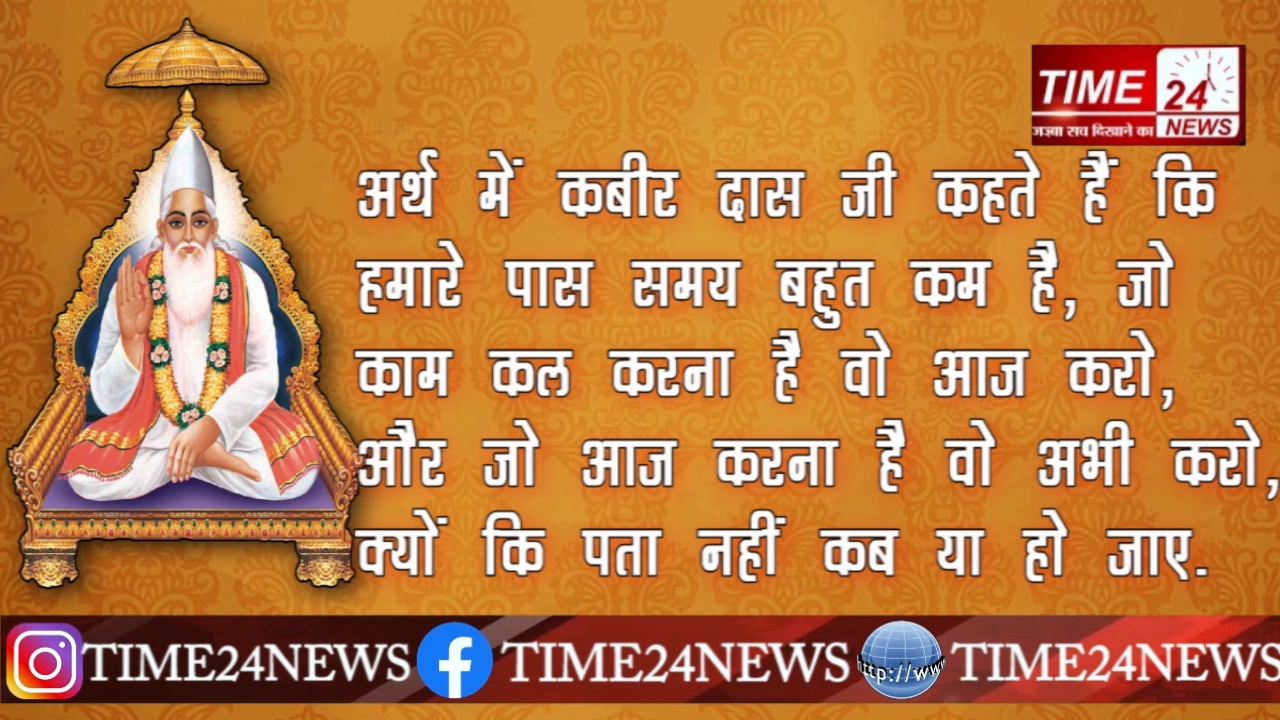 TIME 24
जज़्बा सच दिखाने का NEWS
अर्थ में कबीर दास जी कहते हैं कि
हमारे पास समय बहुत कम है, जो
काम कल करना है वो आज करो,
और जो आज करना है वो अभी करो,
क्यों कि पता नहीं कब या हो जाए.
TIME24NEWS TIME24NEWS http://ww TIME24NEWS